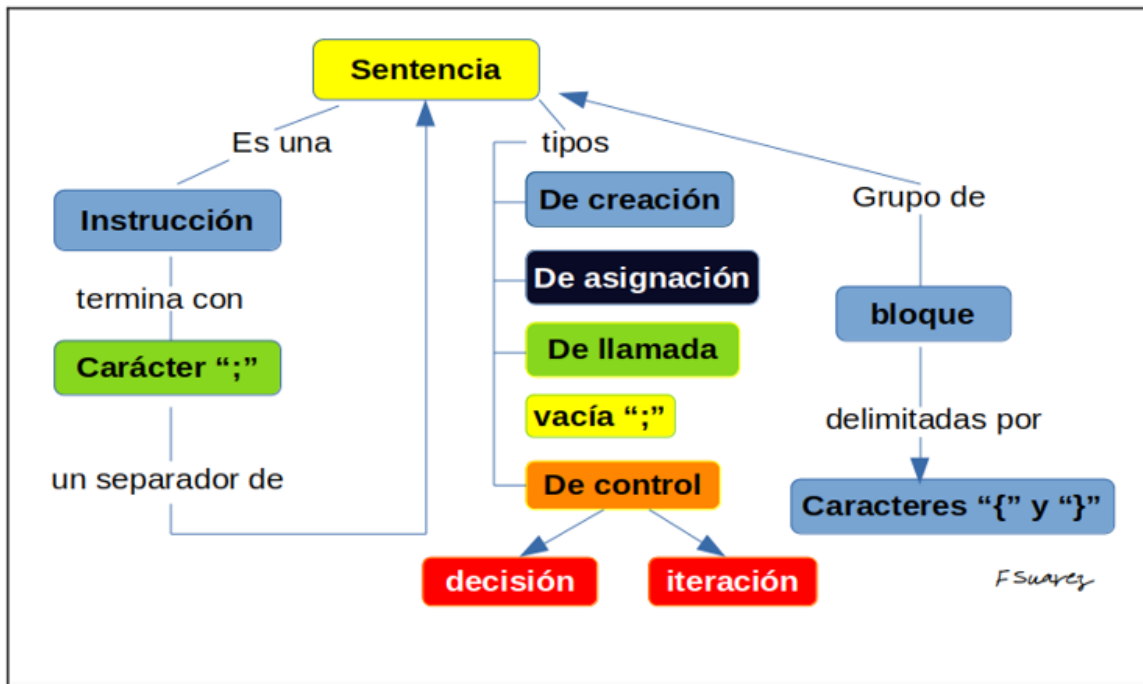 Sentencia
Es una
tipos
Instrucción
De creación
Grupo de
termina con
De asignación
bloque
Carácter “;”
De llamada
vacía “;”
delimitadas por
un separador de
De control
Caracteres “{” y “}”
decisión
iteración
F Suarez